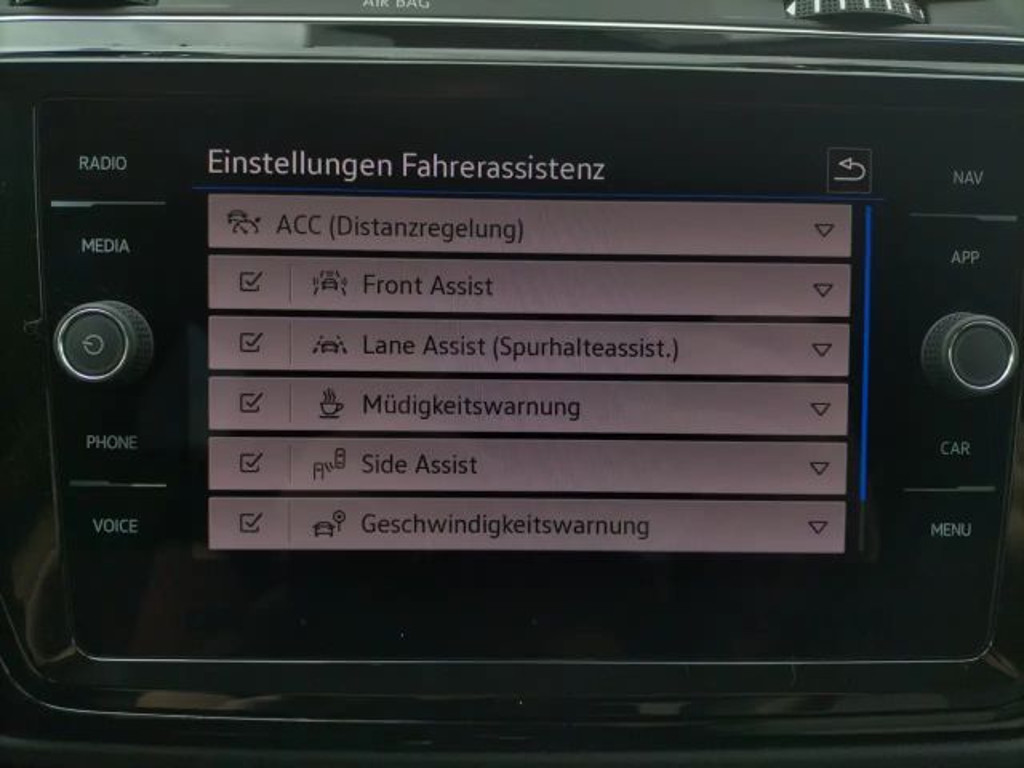 AIR BAG
RADIO
MEDIA
PHONE
VOICE
Einstellungen Fahrerassistenz
ACC (Distanzregelung)
Front Assist
Lane Assist (Spurhalteassist.)
Müdigkeitswarnung
Side Assist
Geschwindigkeitswarnung
NAV
APP
CAR
MENU